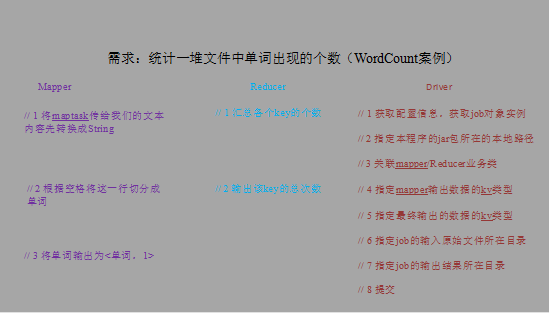 需求：统计一堆文件中单词出现的个数（WordCount案例）
Mapper
// 1 将maptask传给我们的文本
内容先转换成String
// 2 根据空格将这一行切分成
单词
// 3 将单词输出为<单词，1>
Reducer
// 1 汇总各个key的个数
// 2 输出该key的总次数
Driver
// 1 获取配置信息，获取job对象实例
// 2 指定本程序的jar包所在的本地路径
// 3 关联mapper/Reducer业务类
// 4 指定mapper输出数据的kv类型
// 5 指定最终输出的数据的kv类型
// 6 指定job的输入原始文件所在目录
// 7 指定job的输出结果所在目录
// 8 提交